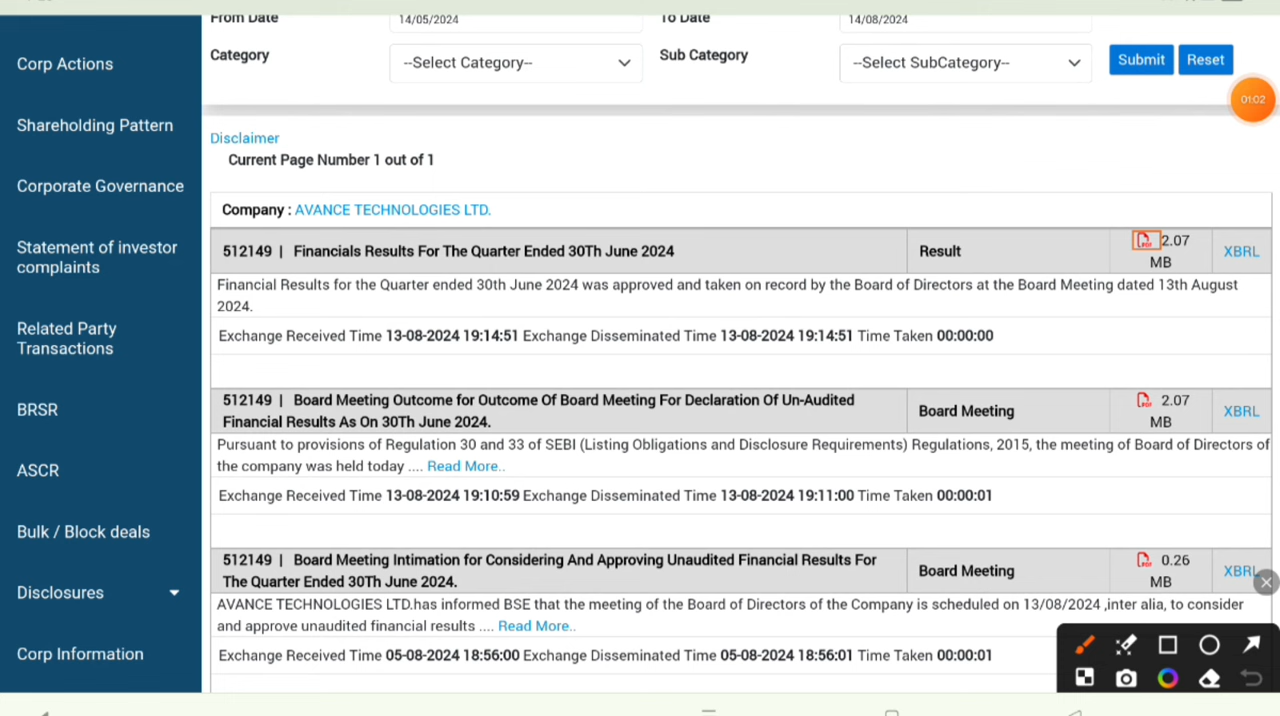 From Date
14/05/2024
To Date
14/08/2024
Category
--Select Category--
Sub Category
--Select SubCategory--
Submit
Reset
01:02
Corp Actions
Shareholding Pattern
Corporate Governance
Statement of investor
complaints
Related Party
Transactions
BRSR
ASCR
Bulk / Block deals
Disclosures
Corp Information
Disclaimer
Current Page Number 1 out of 1
Company : AVANCE TECHNOLOGIES LTD.
512149 | Financials Results For The Quarter Ended 30Th June 2024
Result
2.07
MB
XBRL
Financial Results for the Quarter ended 30th June 2024 was approved and taken on record by the Board of Directors at the Board Meeting dated 13th August
2024.
Exchange Received Time 13-08-2024 19:14:51 Exchange Disseminated Time 13-08-2024 19:14:51 Time Taken 00:00:00
512149 | Board Meeting Outcome for Outcome Of Board Meeting For Declaration Of Un-Audited
Financial Results As On 30Th June 2024.
Board Meeting
2.07
MB
XBRL
Pursuant to provisions of Regulation 30 and 33 of SEBI (Listing Obligations and Disclosure Requirements) Regulations, 2015, the meeting of Board of Directors of
the company was held today .... Read More..
Exchange Received Time 13-08-2024 19:10:59 Exchange Disseminated Time 13-08-2024 19:11:00 Time Taken 00:00:01
512149 | Board Meeting Intimation for Considering And Approving Unaudited Financial Results For
The Quarter Ended 30Th June 2024.
Board Meeting
0.26
MB
XBRL
AVANCE TECHNOLOGIES LTD.has informed BSE that the meeting of the Board of Directors of the Company is scheduled on 13/08/2024 ,inter alia, to consider
and approve unaudited financial results .... Read More..
Exchange Received Time 05-08-2024 18:56:00 Exchange Disseminated Time 05-08-2024 18:56:01 Time Taken 00:00:01